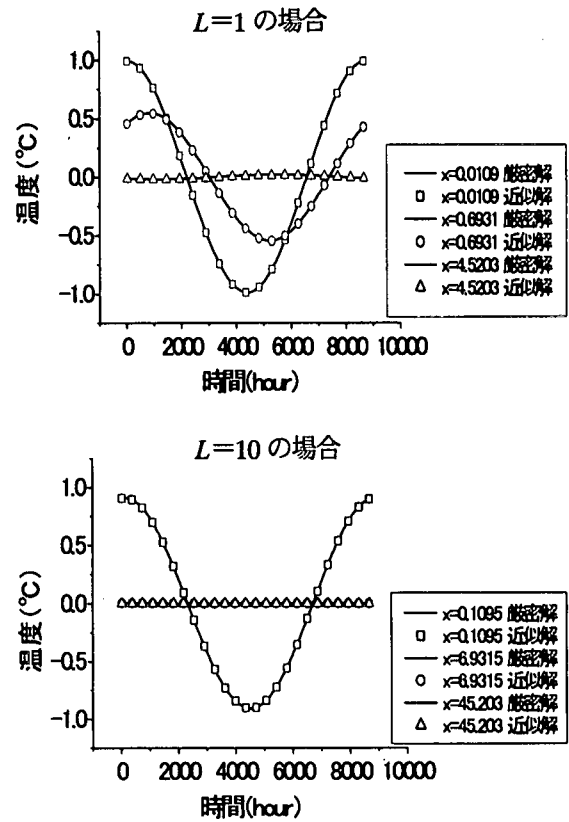 L=1 の場合
温度(°C)
1.0
0.5
0.0
−0.5
−1.0
0 2000 4000 6000 8000 10000
時間(hour)
x=0.0109 厳密解
x=0.0109 近似解
x=0.6931 厳密解
x=0.6931 近似解
x=4.5203 厳密解
x=4.5203 近似解
L=10 の場合
温度(°C)
1.0
0.5
0.0
−0.5
−1.0
0 2000 4000 6000 8000 10000
時間(hour)
x=0.1095 厳密解
x=0.1095 近似解
x=6.9315 厳密解
x=6.9315 近似解
x=45.203 厳密解
x=45.203 近似解